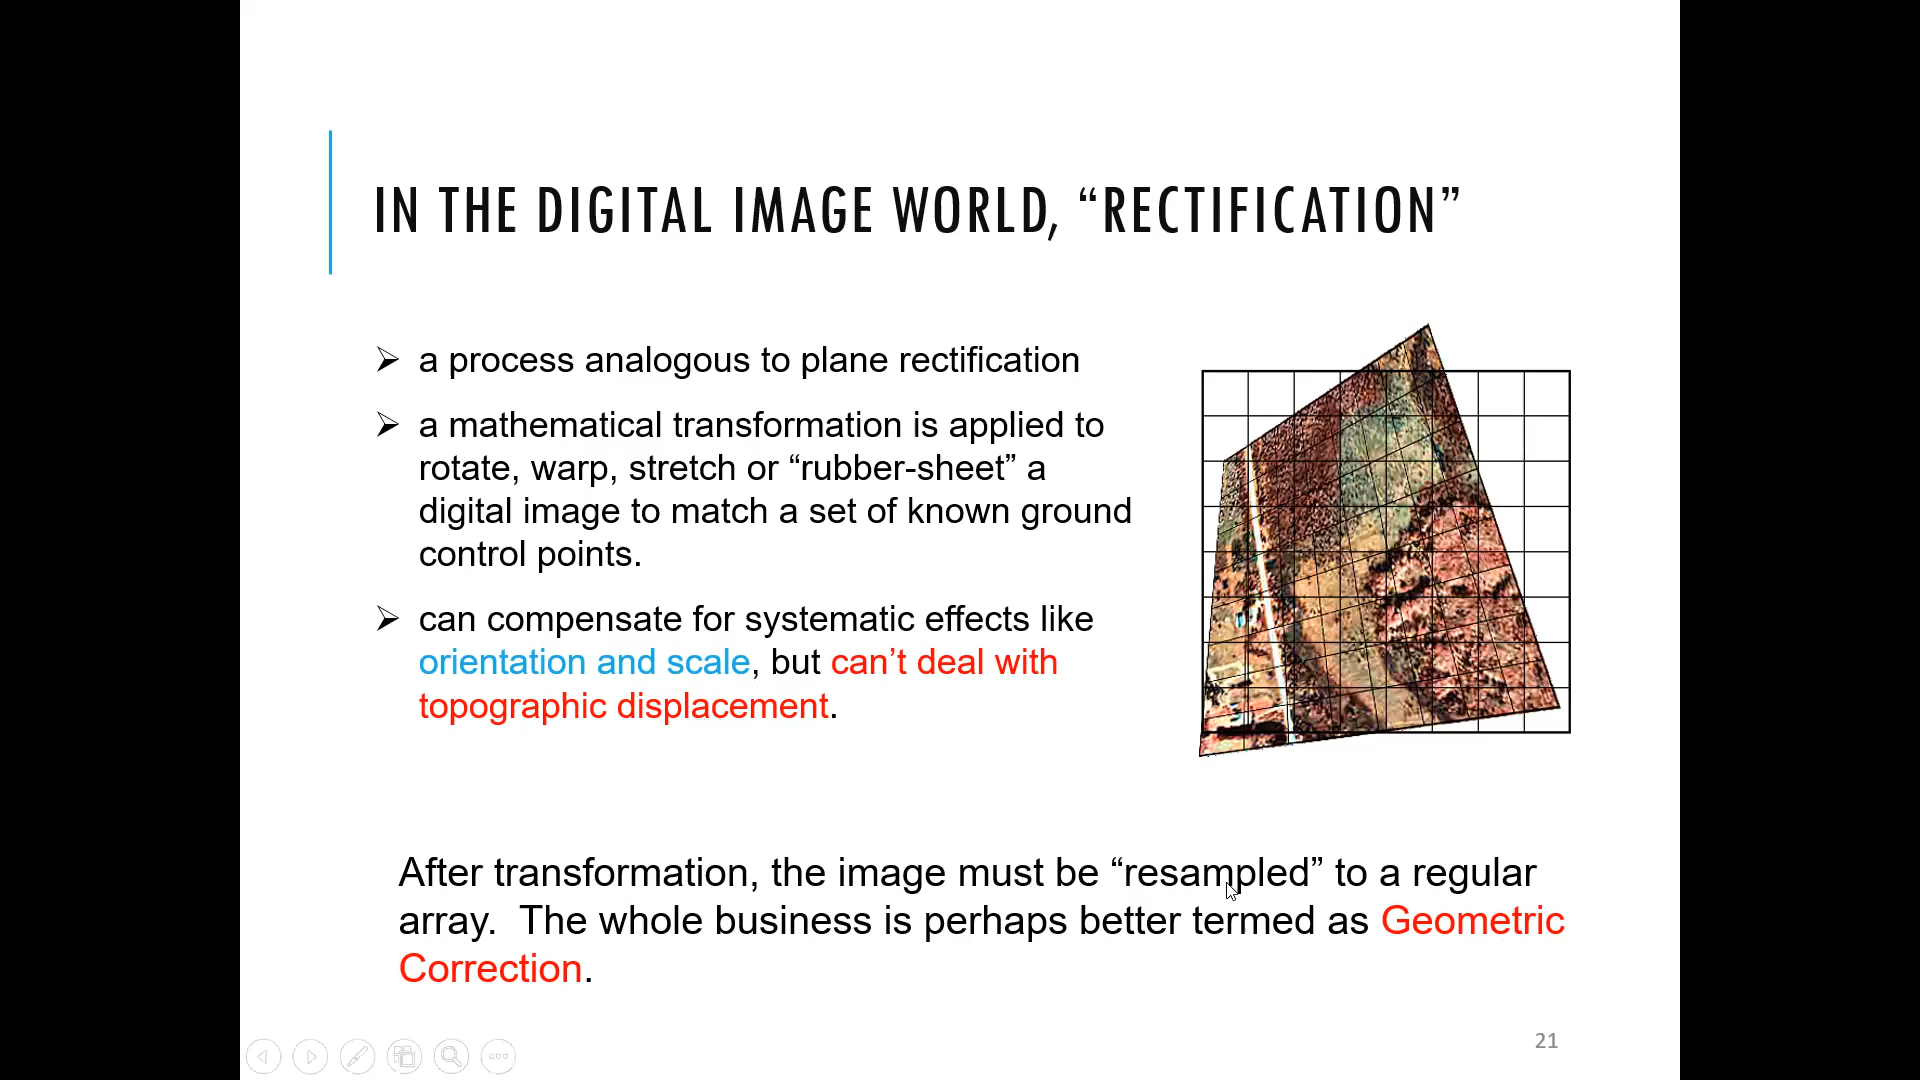 IN THE DIGITAL IMAGE WORLD, “RECTIFICATION”
➢ a process analogous to plane rectification
➢ a mathematical transformation is applied to
rotate, warp, stretch or “rubber-sheet” a
digital image to match a set of known ground
control points.
➢ can compensate for systematic effects like
orientation and scale, but can’t deal with
topographic displacement.
After transformation, the image must be “resampled” to a regular
array.  The whole business is perhaps better termed as Geometric
Correction.
21